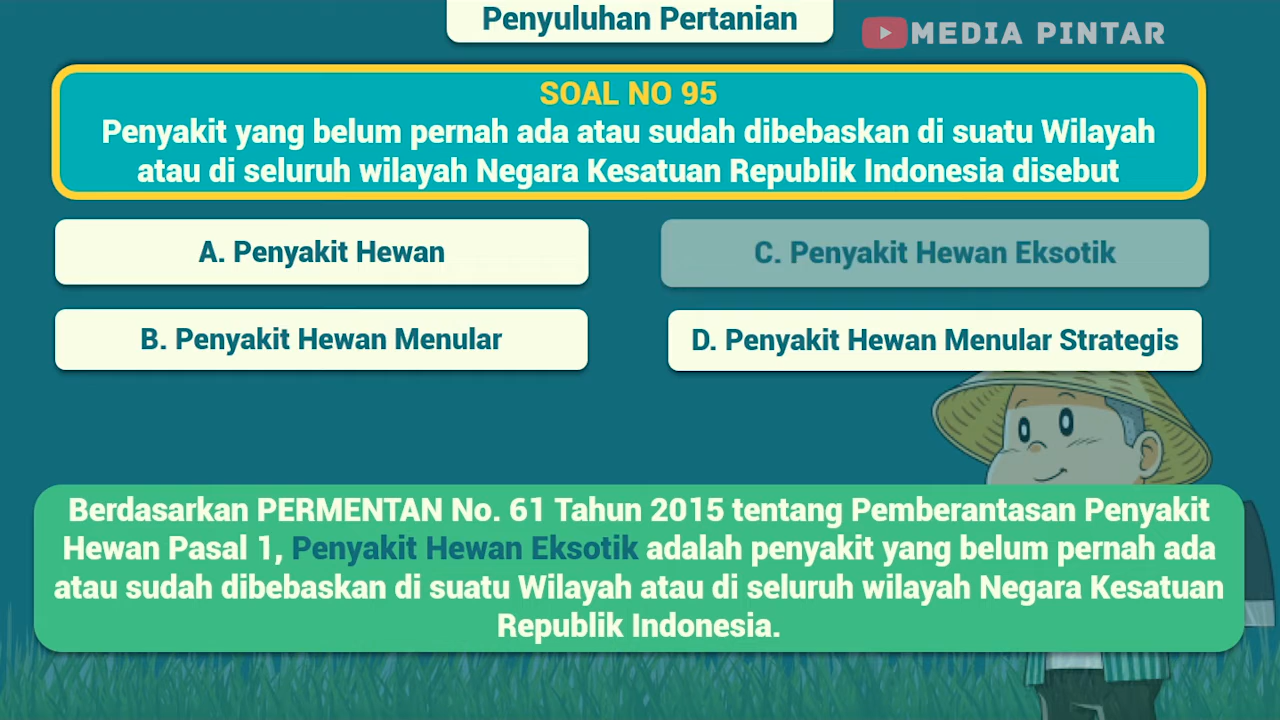 Penyuluhan Pertanian
MEDIA PINTAR
SOAL NO 95
Penyakit yang belum pernah ada atau sudah dibebaskan di suatu Wilayah
atau di seluruh wilayah Negara Kesatuan Republik Indonesia disebut
A. Penyakit Hewan
C. Penyakit Hewan Eksotik
B. Penyakit Hewan Menular
D. Penyakit Hewan Menular Strategis
Berdasarkan PERMENTAN No. 61 Tahun 2015 tentang Pemberantasan Penyakit
Hewan Pasal 1, Penyakit Hewan Eksotik adalah penyakit yang belum pernah ada
atau sudah dibebaskan di suatu Wilayah atau di seluruh wilayah Negara Kesatuan
Republik Indonesia.